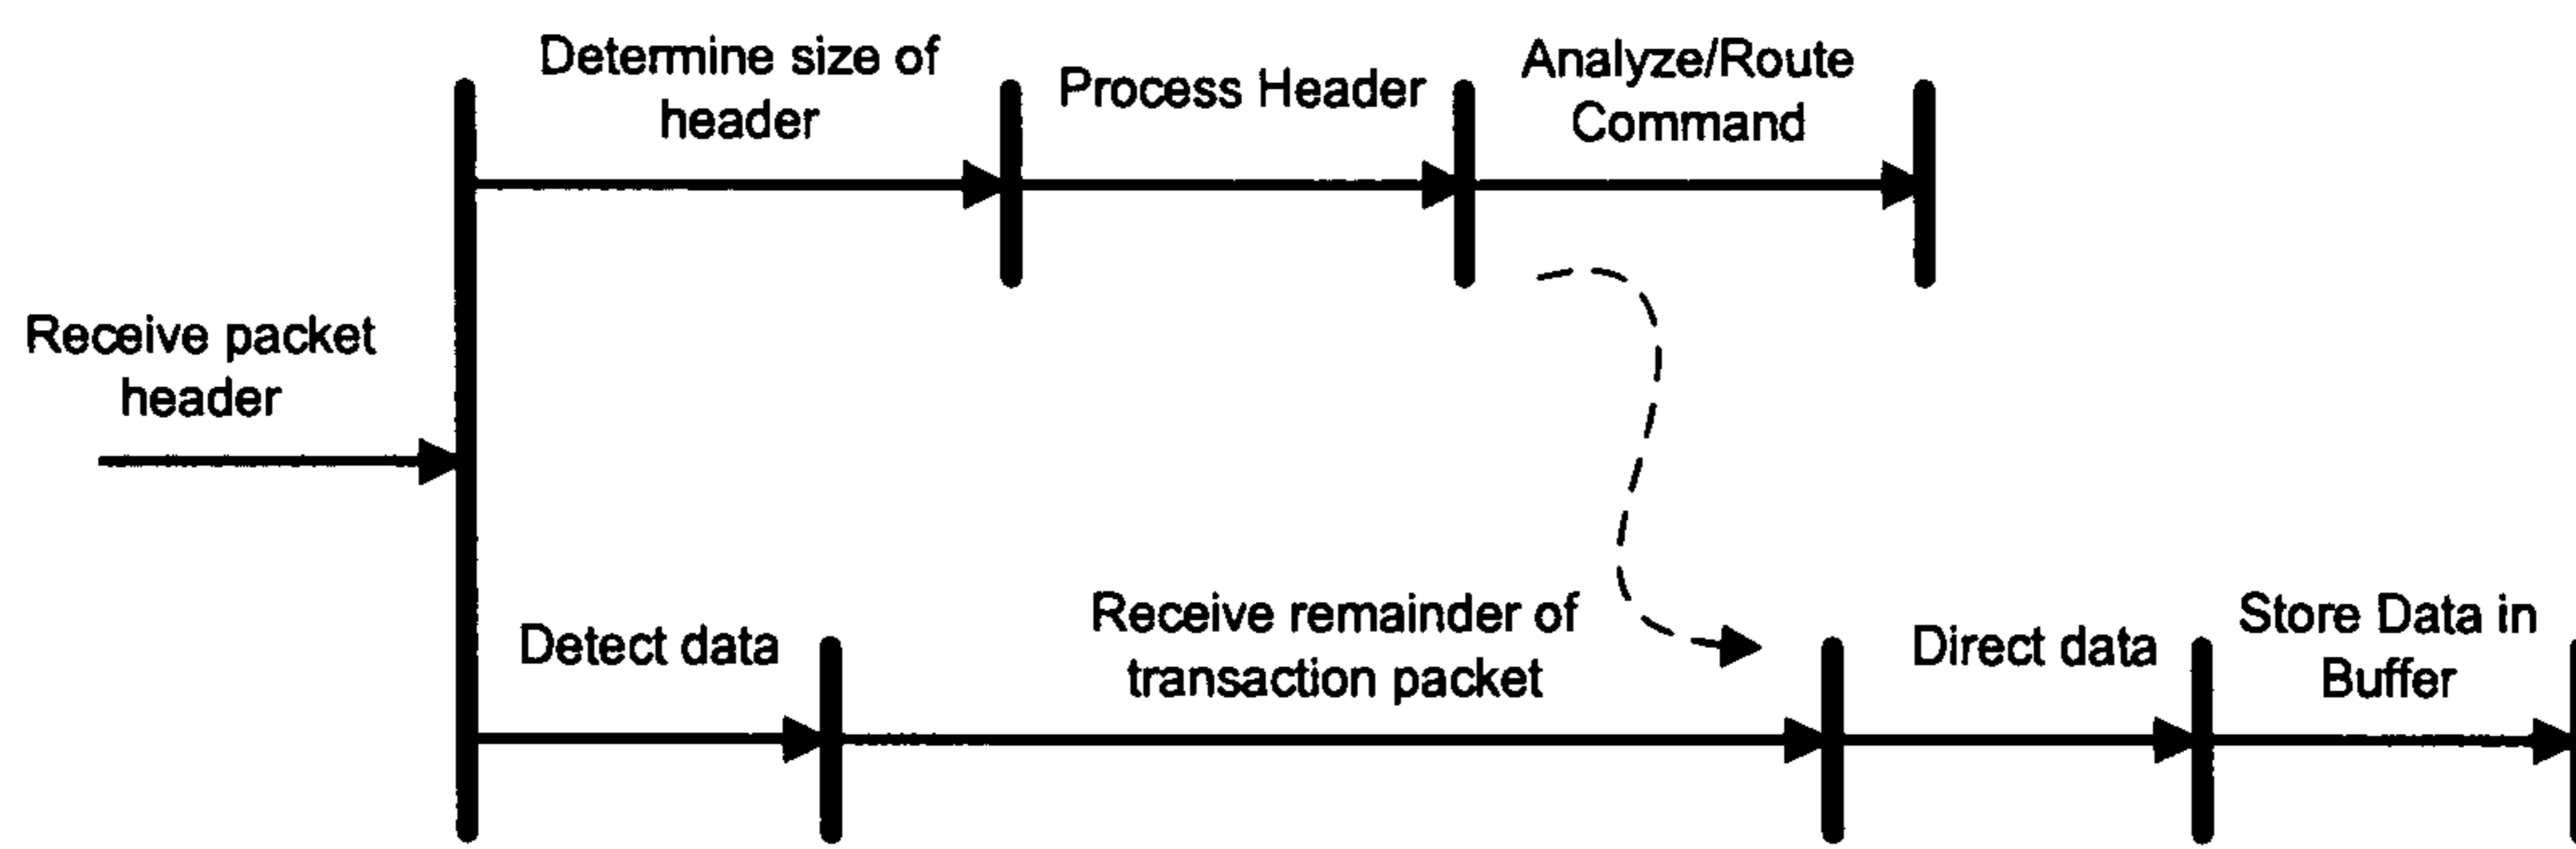 Determine size of
header
Process Header
Analyze/Route
Command
Receive packet
header
Detect data
Receive remainder of
transaction packet
Direct data
Store Data in
Buffer